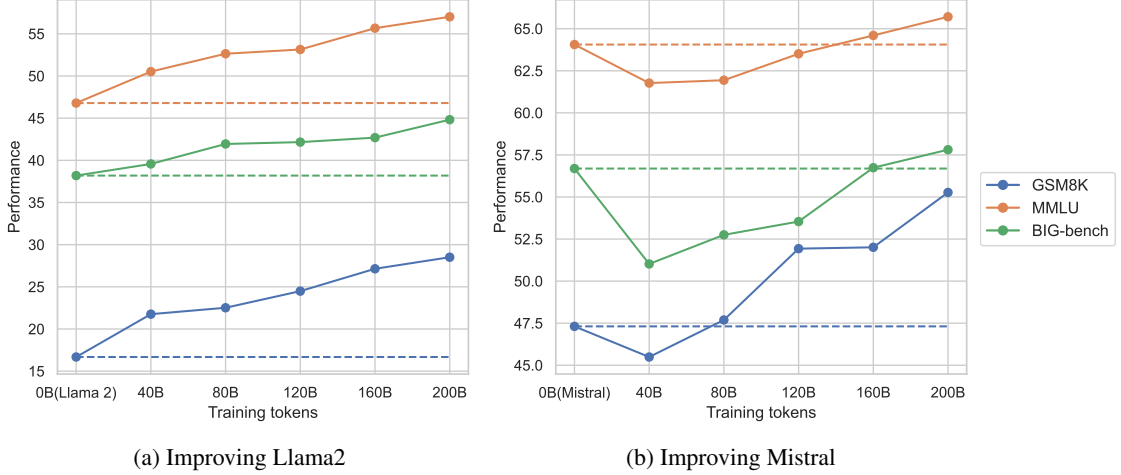 Performance
55
50
45
40
35
30
25
20
15
0B(Llama 2) 40B 80B 120B 160B 200B
Training tokens
(a) Improving Llama2
Performance
65.0
62.5
60.0
57.5
55.0
52.5
50.0
47.5
45.0
0B(Mistral) 40B 80B 120B 160B 200B
Training tokens
(b) Improving Mistral
GSM8K
MMLU
BIG-bench